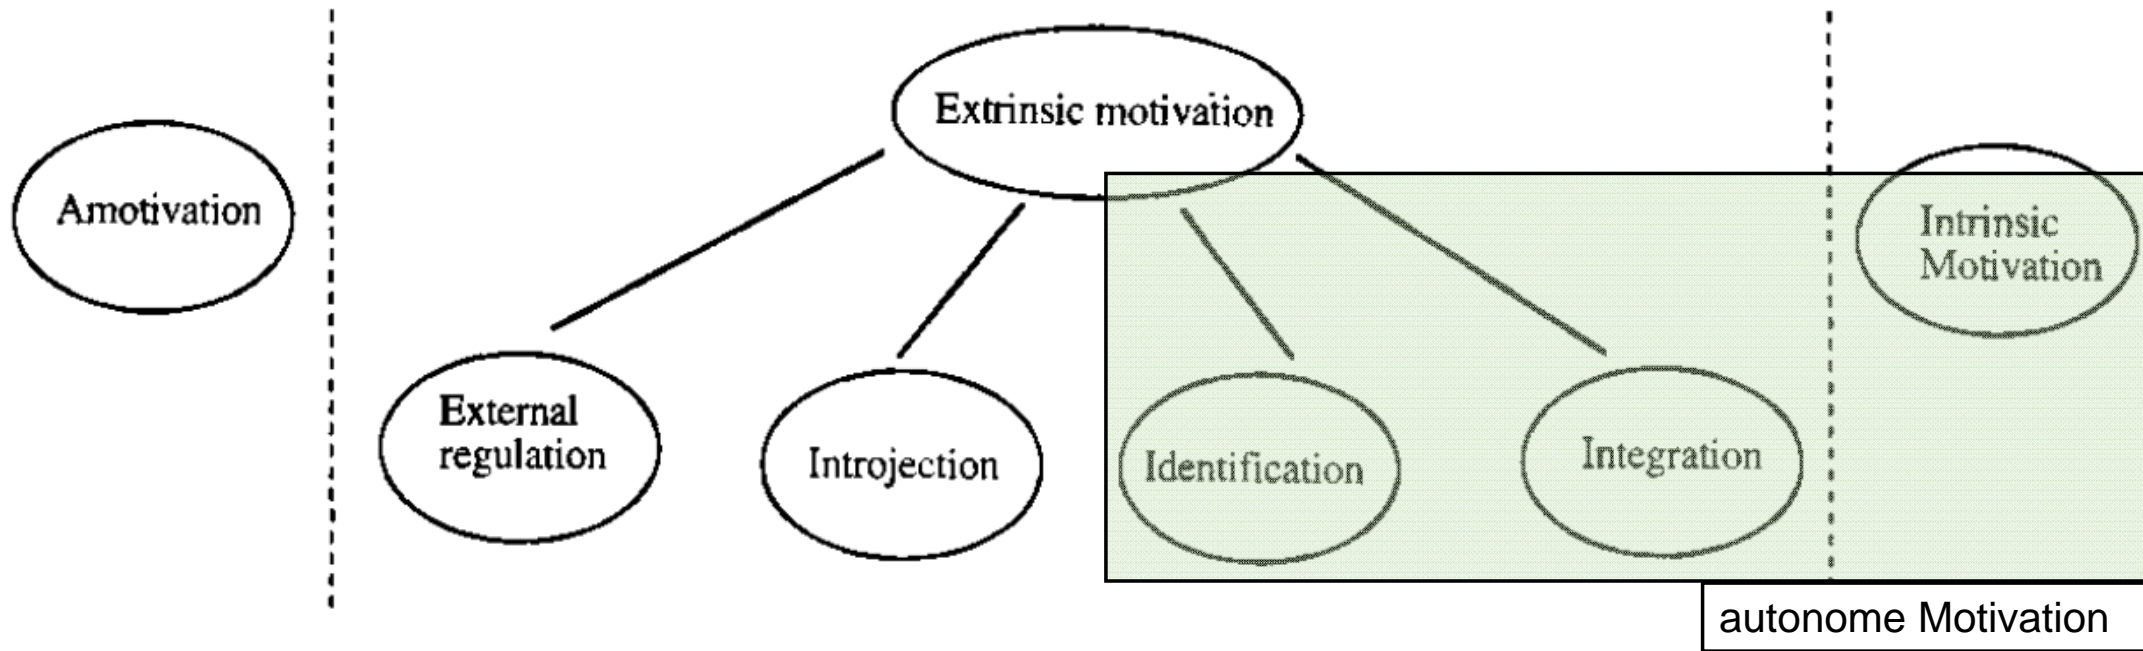 Extrinsic motivation
Amotivation
Intrinsic
Motivation
External
regulation
Introjection
Identification
Integration
autonome Motivation